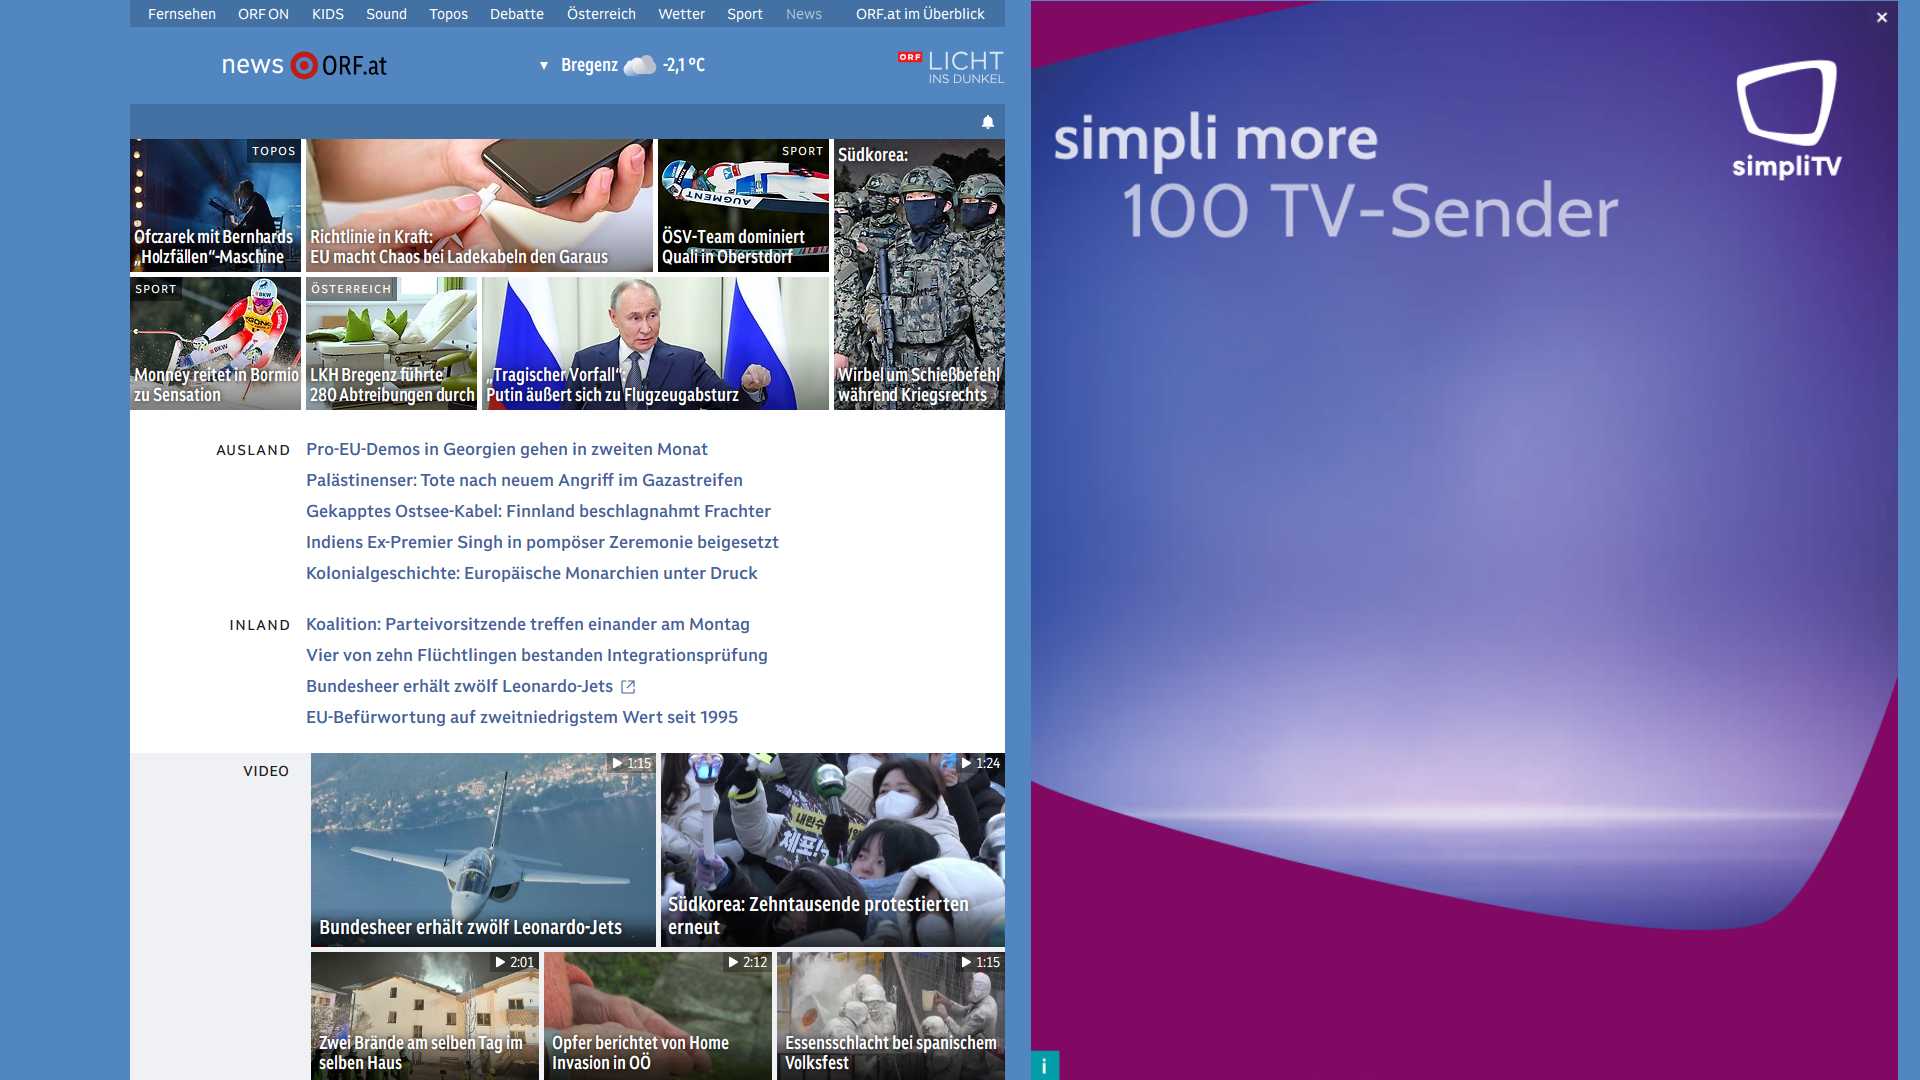 Fernsehen ORF ON KIDS Sound Topos Debatte Österreich Wetter Sport News ORF.at im Überblick
news ORF.at
Bregenz -2,1 °C
ORF LICHT
INS DUNKEL
TOPOS
Ofczarek mit Bernhards
„Holzfällen“-Maschine
Richtlinie in Kraft:
EU macht Chaos bei Ladekabeln den Garaus
SPORT
AUGMENT
ÖSV-Team dominiert
Quali in Oberstdorf
Südkorea:
Wirbel um Schießbefehl
während Kriegsrechts
SPORT
Monney reitet in Bormio
zu Sensation
ÖSTERREICH
LKH Bregenz führte
280 Abtreibungen durch
„Tragischer Vorfall“:
Putin äußert sich zu Flugzeugabsturz
AUSLAND
Pro-EU-Demos in Georgien gehen in zweiten Monat
Palästinenser: Tote nach neuem Angriff im Gazastreifen
Gekapptes Ostsee-Kabel: Finnland beschlagnahmt Frachter
Indiens Ex-Premier Singh in pompöser Zeremonie beigesetzt
Kolonialgeschichte: Europäische Monarchien unter Druck
INLAND
Koalition: Parteivorsitzende treffen einander am Montag
Vier von zehn Flüchtlingen bestanden Integrationsprüfung
Bundesheer erhält zwölf Leonardo-Jets
EU-Befürwortung auf zweitniedrigstem Wert seit 1995
VIDEO
1:15
Bundesheer erhält zwölf Leonardo-Jets
1:24
체포!
Südkorea: Zehntausende protestierten
erneut
2:01
Zwei Brände am selben Tag im
selben Haus
2:12
Opfer berichtet von Home
Invasion in OÖ
1:15
Essensschlacht bei spanischem
Volksfest
simpli more
100 TV-Sender
simpliTV
i